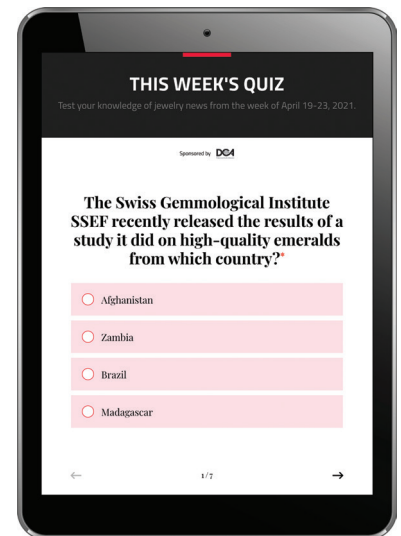 THIS WEEK'S QUIZ
Test your knowledge of jewelry news from the week of April 19-23, 2021.
Sponsored by DCA
The Swiss Gemmological Institute
SSEF recently released the results of a
study it did on high-quality emeralds
from which country?*
Afghanistan
Zambia
Brazil
Madagascar
← 1/7 →